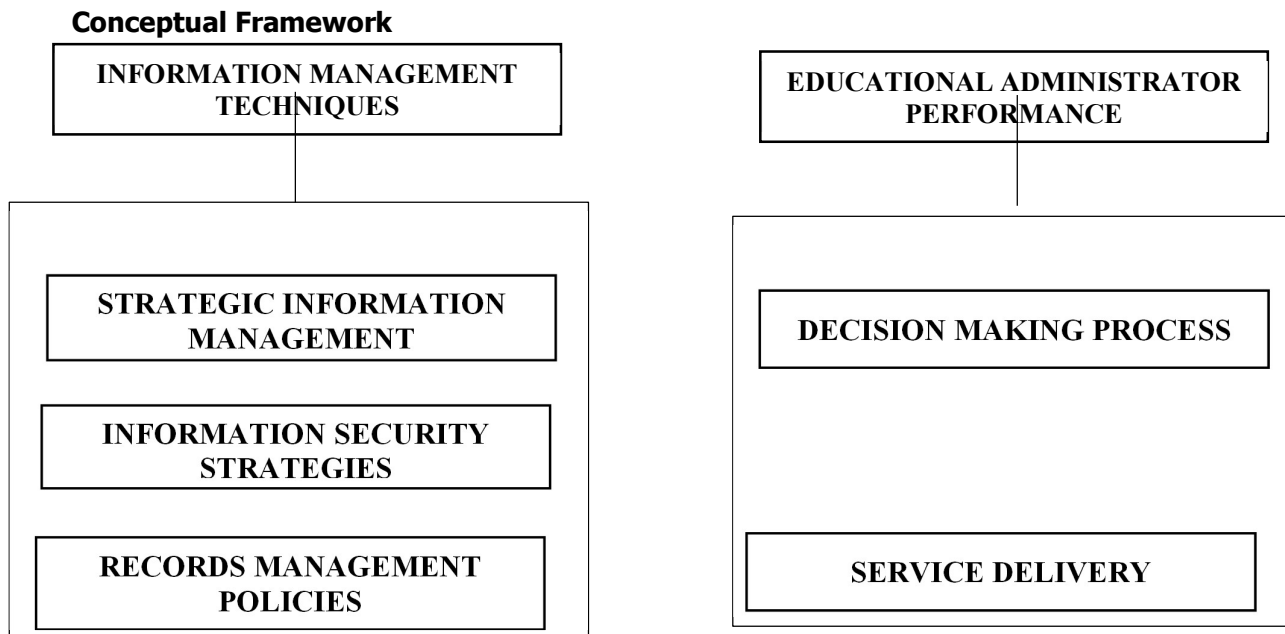 Conceptual Framework
INFORMATION MANAGEMENT
TECHNIQUES
EDUCATIONAL ADMINISTRATOR
PERFORMANCE
STRATEGIC INFORMATION
MANAGEMENT
DECISION MAKING PROCESS
INFORMATION SECURITY
STRATEGIES
RECORDS MANAGEMENT
POLICIES
SERVICE DELIVERY